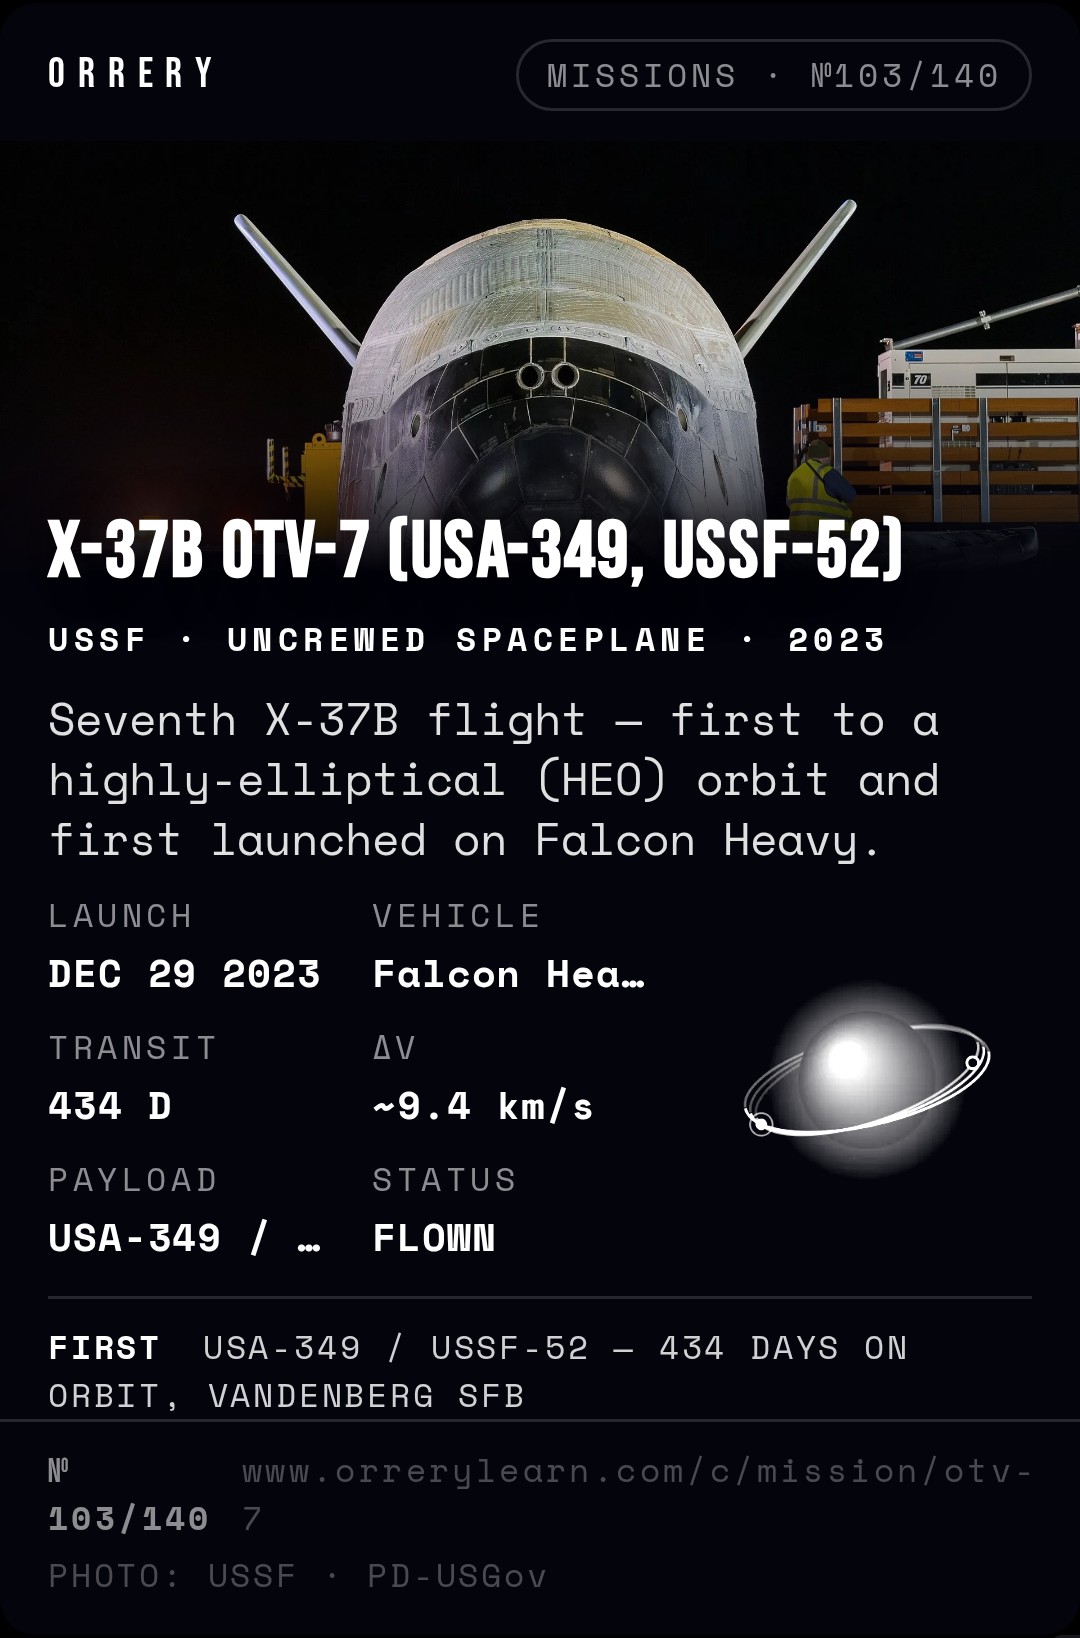 ORRERY
MISSIONS · №103/140
70
X-37B OTV-7 (USA-349, USSF-52)
USSF · UNCREWED SPACEPLANE · 2023
Seventh X-37B flight — first to a
highly-elliptical (HEO) orbit and
first launched on Falcon Heavy.
LAUNCH VEHICLE
DEC 29 2023 Falcon Hea…
TRANSIT ΔV
434 D ~9.4 km/s
PAYLOAD STATUS
USA-349 / … FLOWN
FIRST USA-349 / USSF-52 — 434 DAYS ON
ORBIT, VANDENBERG SFB
№ www.orrerylearn.com/c/mission/otv-
103/140 7
PHOTO: USSF · PD-USGov